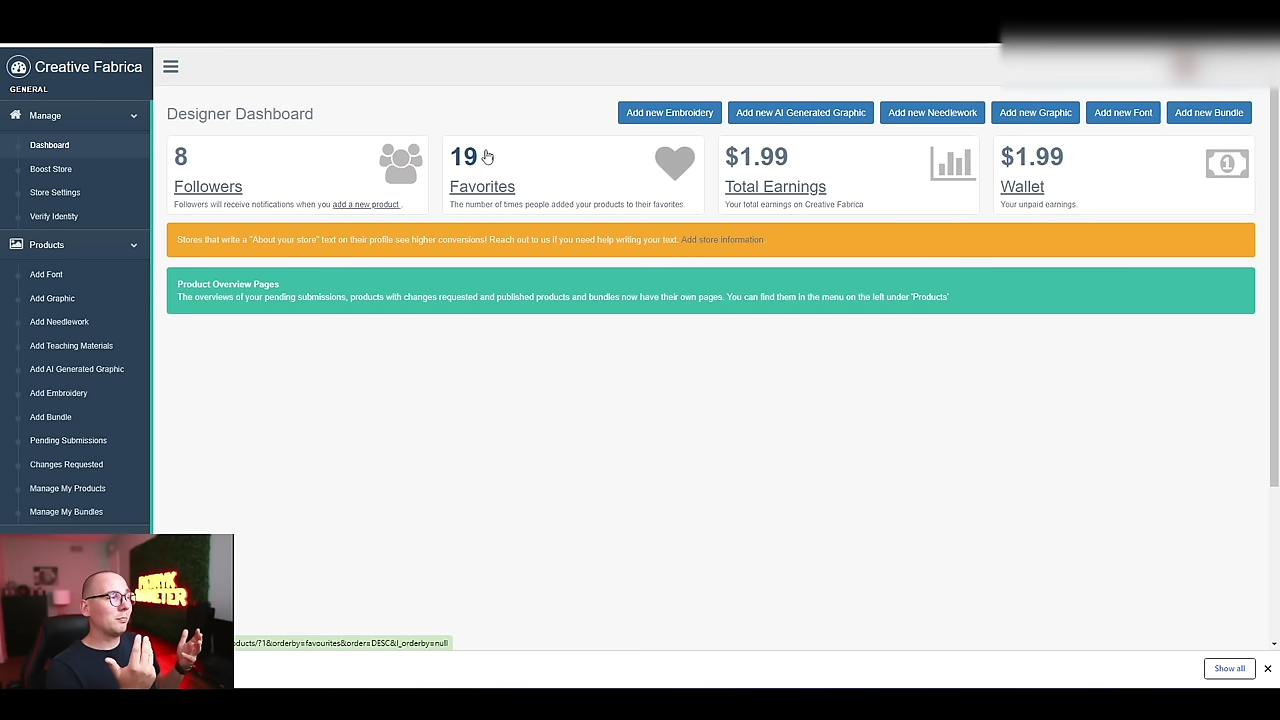 Creative Fabrica
GENERAL
Manage
Dashboard
Boost Store
Store Settings
Verify Identity
Products
Add Font
Add Graphic
Add Needlework
Add Teaching Materials
Add AI Generated Graphic
Add Embroidery
Add Bundle
Pending Submissions
Changes Requested
Manage My Products
Manage My Bundles
Designer Dashboard
Add new Embroidery
Add new AI Generated Graphic
Add new Needlework
Add new Graphic
Add new Font
Add new Bundle
8
Followers
Followers will receive notifications when you add a new product .
19
Favorites
The number of times people added your products to their favorites.
$1.99
Total Earnings
Your total earnings on Creative Fabrica
$1.99
Wallet
Your unpaid earnings.
Stores that write a "About your store" text on their profile see higher conversions! Reach out to us if you need help writing your text. Add store information.
Product Overview Pages
The overviews of your pending submissions, products with changes requested and published products and bundles now have their own pages. You can find them in the menu on the left under 'Products'
ducts/?1&orderby=favourites&order=DESC&l_orderby=null
Show all